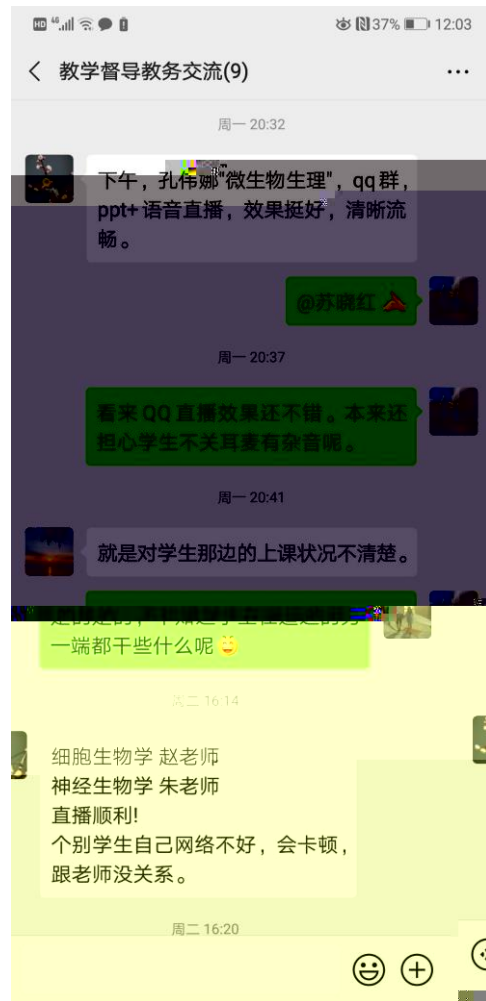 HD 46 37% 12:03
教学督导教务交流(9)
周一 20:32
下午，孔伟娜"微生物生理"，qq群，
ppt+语音直播，效果挺好，清晰流
畅。
@苏晓红
周一 20:37
看来QQ直播效果还不错。本来还
担心学生不关耳麦有杂音呢。
周一 20:41
就是对学生那边的上课状况不清楚。
一端都干些什么呢
周二 16:14
细胞生物学 赵老师
神经生物学 朱老师
直播顺利!
个别学生自己网络不好，会卡顿，
跟老师没关系。
周二 16:20